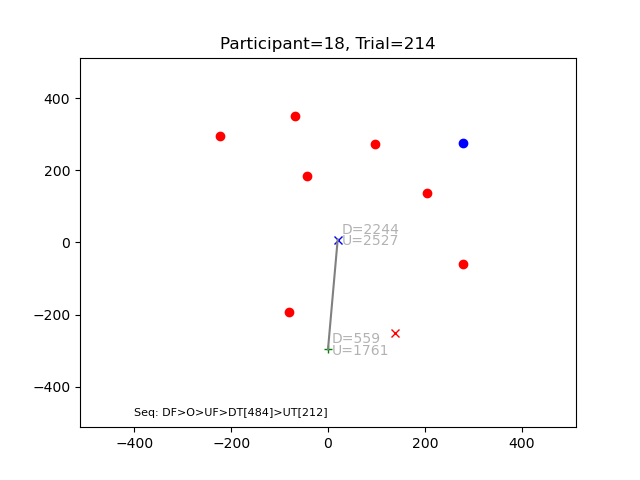 Participant=18, Trial=214
400
200
0
−200
−400
D=2244
U=2527
D=559
U=1761
Seq: DF>O>UF>DT[484]>UT[212]
−400
−200
0
200
400